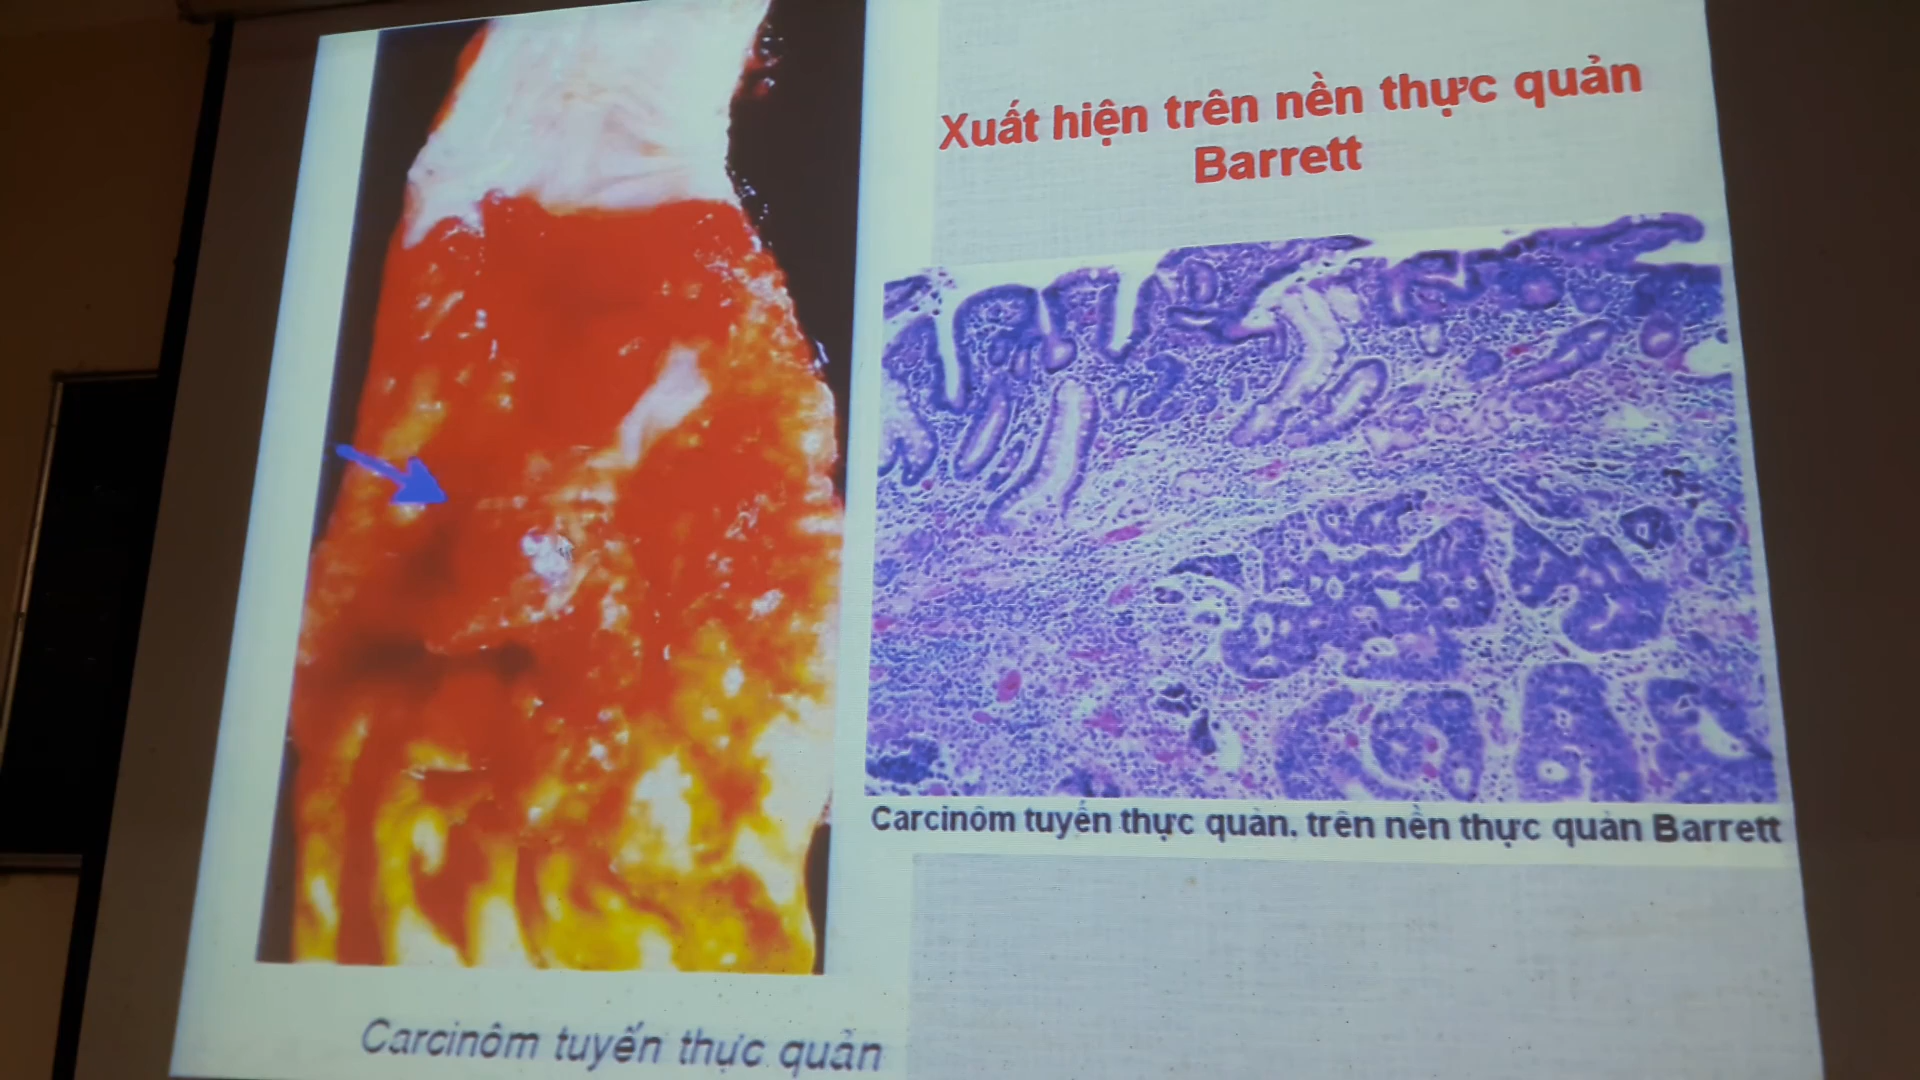 Xuất hiện trên nền thực quản
Barrett
Carcinôm tuyến thực quản, trên nền thực quản Barrett
Carcinôm tuyến thực quản